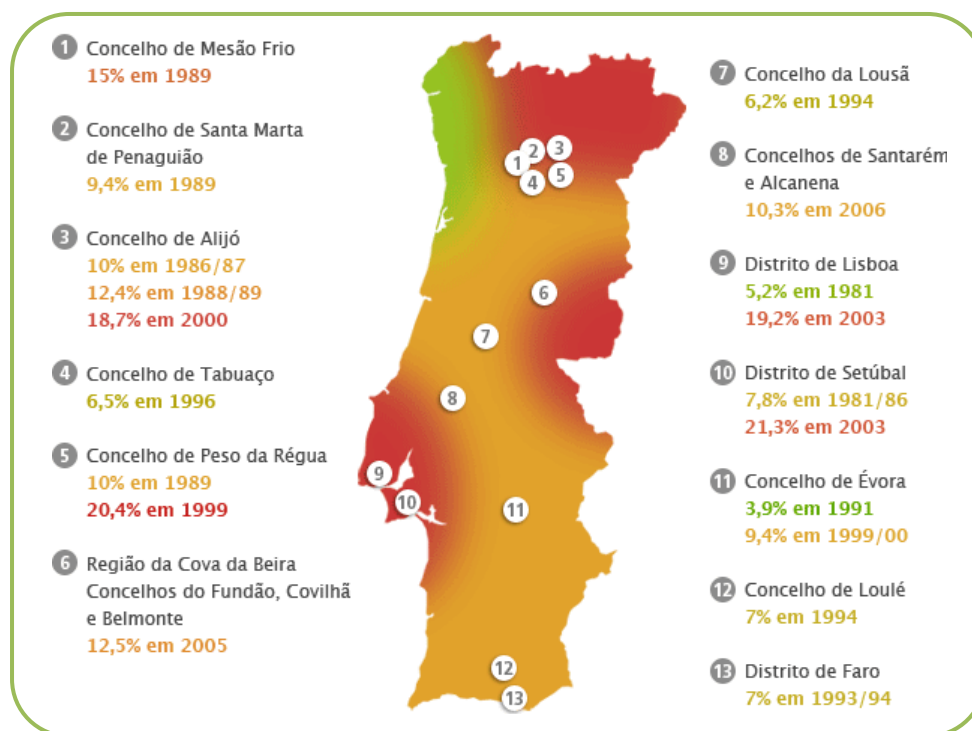 1 Concelho de Mesão Frio
15% em 1989
2 Concelho de Santa Marta
de Penaguião
9,4% em 1989
3 Concelho de Alijó
10% em 1986/87
12,4% em 1988/89
18,7% em 2000
4 Concelho de Tabuaço
6,5% em 1996
5 Concelho de Peso da Régua
10% em 1989
20,4% em 1999
6 Região da Cova da Beira
Concelhos do Fundão, Covilhã
e Belmonte
12,5% em 2005
1
2
3
4
5
6
7
8
9
10
11
12
13
7 Concelho da Lousã
6,2% em 1994
8 Concelhos de Santarém
e Alcanena
10,3% em 2006
9 Distrito de Lisboa
5,2% em 1981
19,2% em 2003
10 Distrito de Setúbal
7,8% em 1981/86
21,3% em 2003
11 Concelho de Évora
3,9% em 1991
9,4% em 1999/00
12 Concelho de Loulé
7% em 1994
13 Distrito de Faro
7% em 1993/94